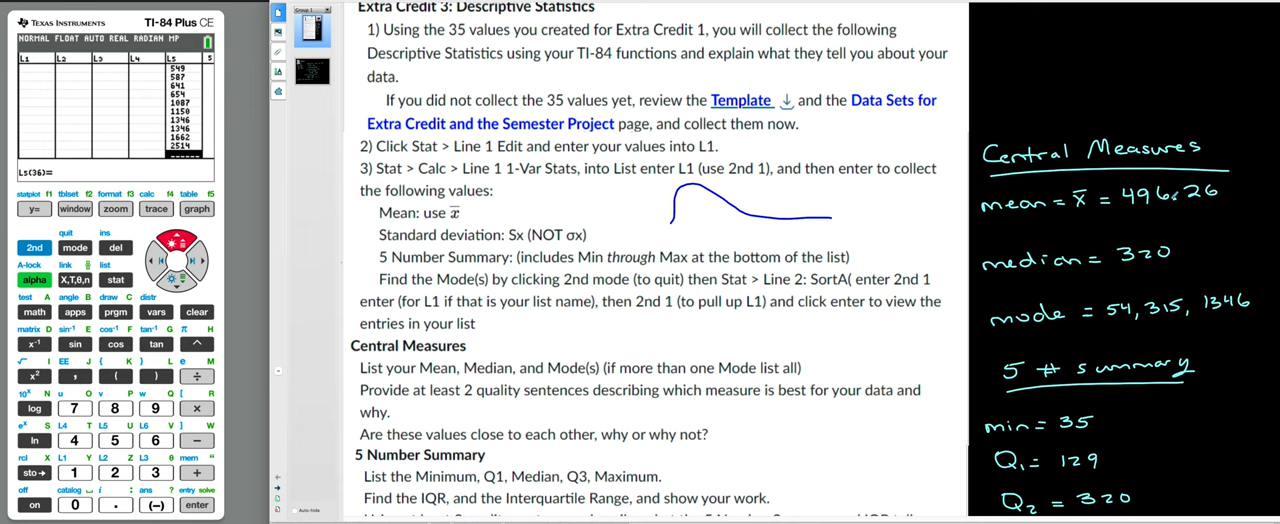 TEXAS INSTRUMENTS TI-84 Plus CE
NORMAL FLOAT AUTO REAL RADIAN MP
L1 L2 L3 L4 L5 5
549
587
641
654
1087
1150
1346
1346
1662
2514
------
L5(36)=
statplot f1 tblset f2 format f3 calc f4 table f5
y= window zoom trace graph
quit ins
2nd mode del
A-lock link θ list
alpha X,T,θ,n stat
test A angle B draw C distr
math apps prgm vars clear
matrix D sin⁻¹ E cos⁻¹ F tan⁻¹ G π H
x⁻¹ sin cos tan ^
√ I EE J { K } L e M
x² , ( ) ÷
10ˣ N u O v P w Q [ R
log 7 8 9 ×
eˣ S L4 T L5 U L6 V ] W
ln 4 5 6 −
rcl X L1 Y L2 Z L3 θ mem "
sto→ 1 2 3 +
off catalog ⎵ i : ans ? entry solve
on 0 . (−) enter
Group 1
Auto-hide
Extra Credit 3: Descriptive Statistics
1) Using the 35 values you created for Extra Credit 1, you will collect the following
Descriptive Statistics using your TI-84 functions and explain what they tell you about your
data.
If you did not collect the 35 values yet, review the Template ↓ and the Data Sets for
Extra Credit and the Semester Project page, and collect them now.
2) Click Stat > Line 1 Edit and enter your values into L1.
3) Stat > Calc > Line 1 1-Var Stats, into List enter L1 (use 2nd 1), and then enter to collect
the following values:
Mean: use x̅
Standard deviation: Sx (NOT σx)
5 Number Summary: (includes Min through Max at the bottom of the list)
Find the Mode(s) by clicking 2nd mode (to quit) then Stat > Line 2: SortA( enter 2nd 1
enter (for L1 if that is your list name), then 2nd 1 (to pull up L1) and click enter to view the
entries in your list
Central Measures
List your Mean, Median, and Mode(s) (if more than one Mode list all)
Provide at least 2 quality sentences describing which measure is best for your data and
why.
Are these values close to each other, why or why not?
5 Number Summary
List the Minimum, Q1, Median, Q3, Maximum.
Find the IQR, and the Interquartile Range, and show your work.
Central Measures
mean = x̅ = 496.26
median = 320
mode = 54, 315, 1346
5 # summary
min = 35
Q₁ = 129
Q₂ = 320